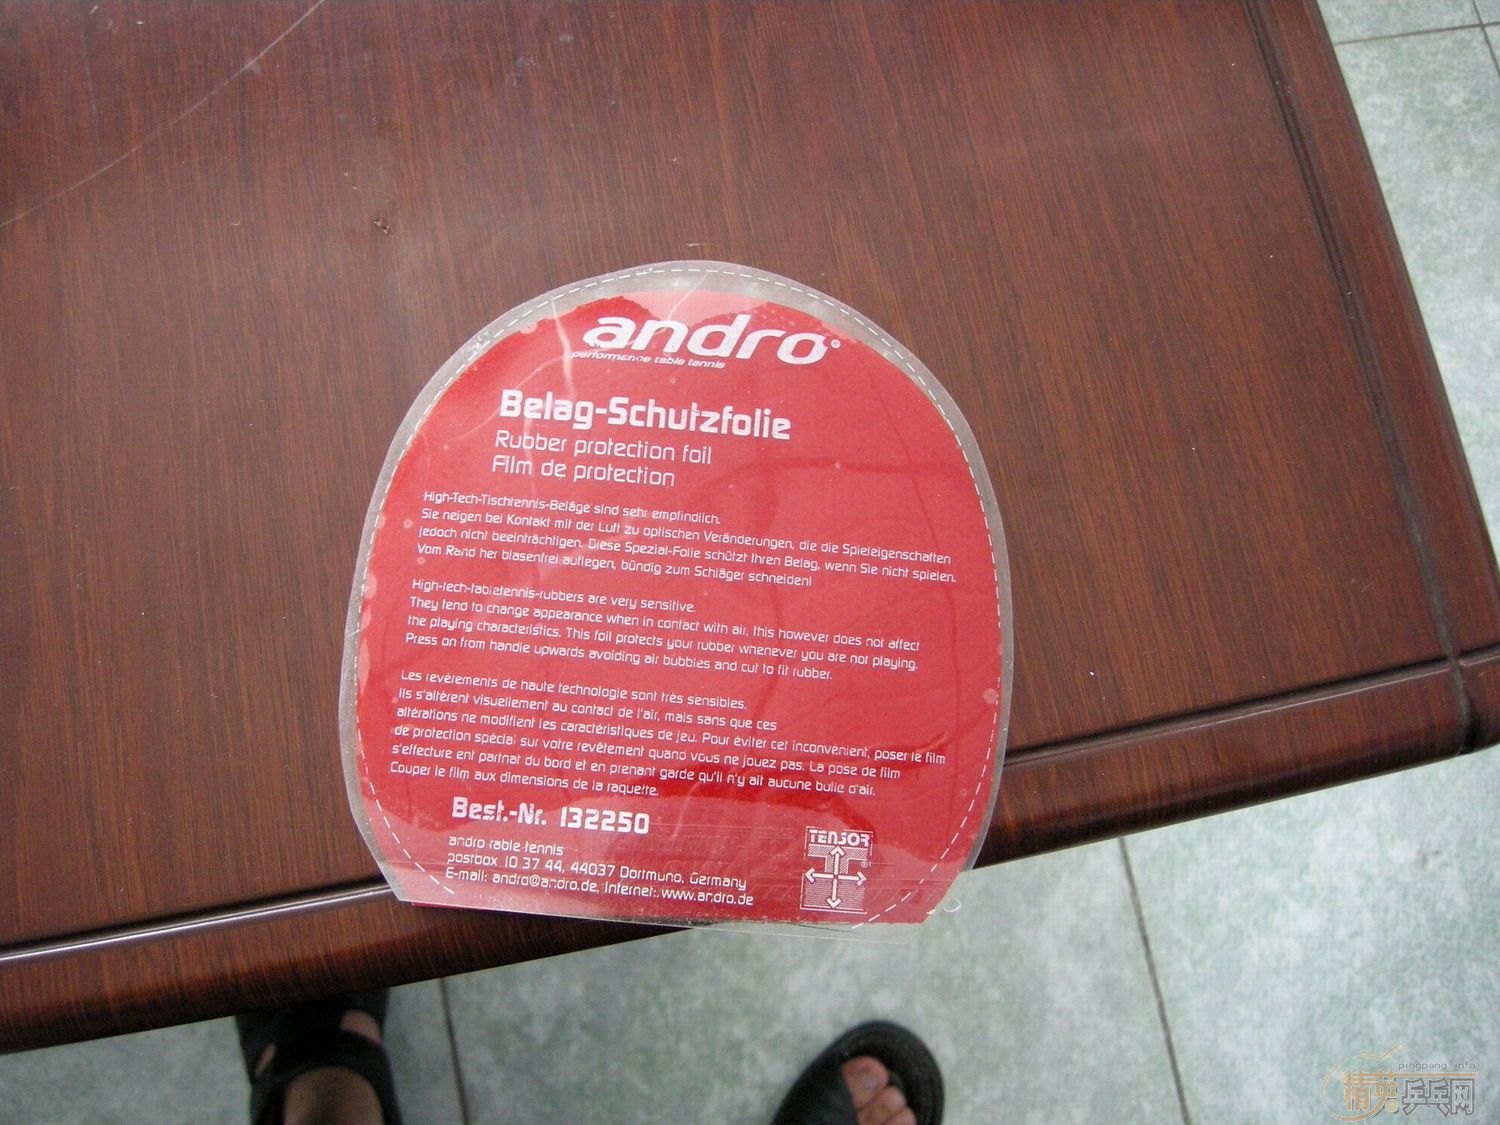 andro®
performance table tennis
Belag-Schutzfolie
Rubber protection foil
Film de protection
High-Tech-Tischtennis-Beläge sind sehr empfindlich.
Sie neigen bei Kontakt mit der Luft zu optischen Veränderungen, die die Spieleigenschaften
jedoch nicht beeinträchtigen. Diese Spezial-Folie schützt Ihren Belag, wenn Sie nicht spielen.
Vom Rand her blasenfrei auflegen, bündig zum Schläger schneiden!
High-tech-tabletennis-rubbers are very sensitive.
They tend to change appearance when in contact with air, this however does not affect
the playing characteristics. This foil protects your rubber whenever you are not playing.
Press on from handle upwards avoiding air bubbles and cut to fit rubber.
Les revêrements de haute technologie sont très sensibles.
Ils s'altèrent visuellement au contact de l'air, mais sans que ces
altérations ne modifient les caractéristiques de jeu. Pour éviter cet inconvénient, poser le film
de protection spécial sur votre revêtement quand vous ne jouez pas. La pose de film
s'effecture ent partnat du bord et en prenant garde qu'il n'y ait aucune bulle d'air.
Couper le film aux dimensions de la raquette.
Best.-Nr. 132250
andro table tennis
postbox 10 37 44, 44037 Dortmund, Germany
E-mail: andro@andro.de, Internet: www.andro.de
TENSOR
pingpang.info
精英乒乓网